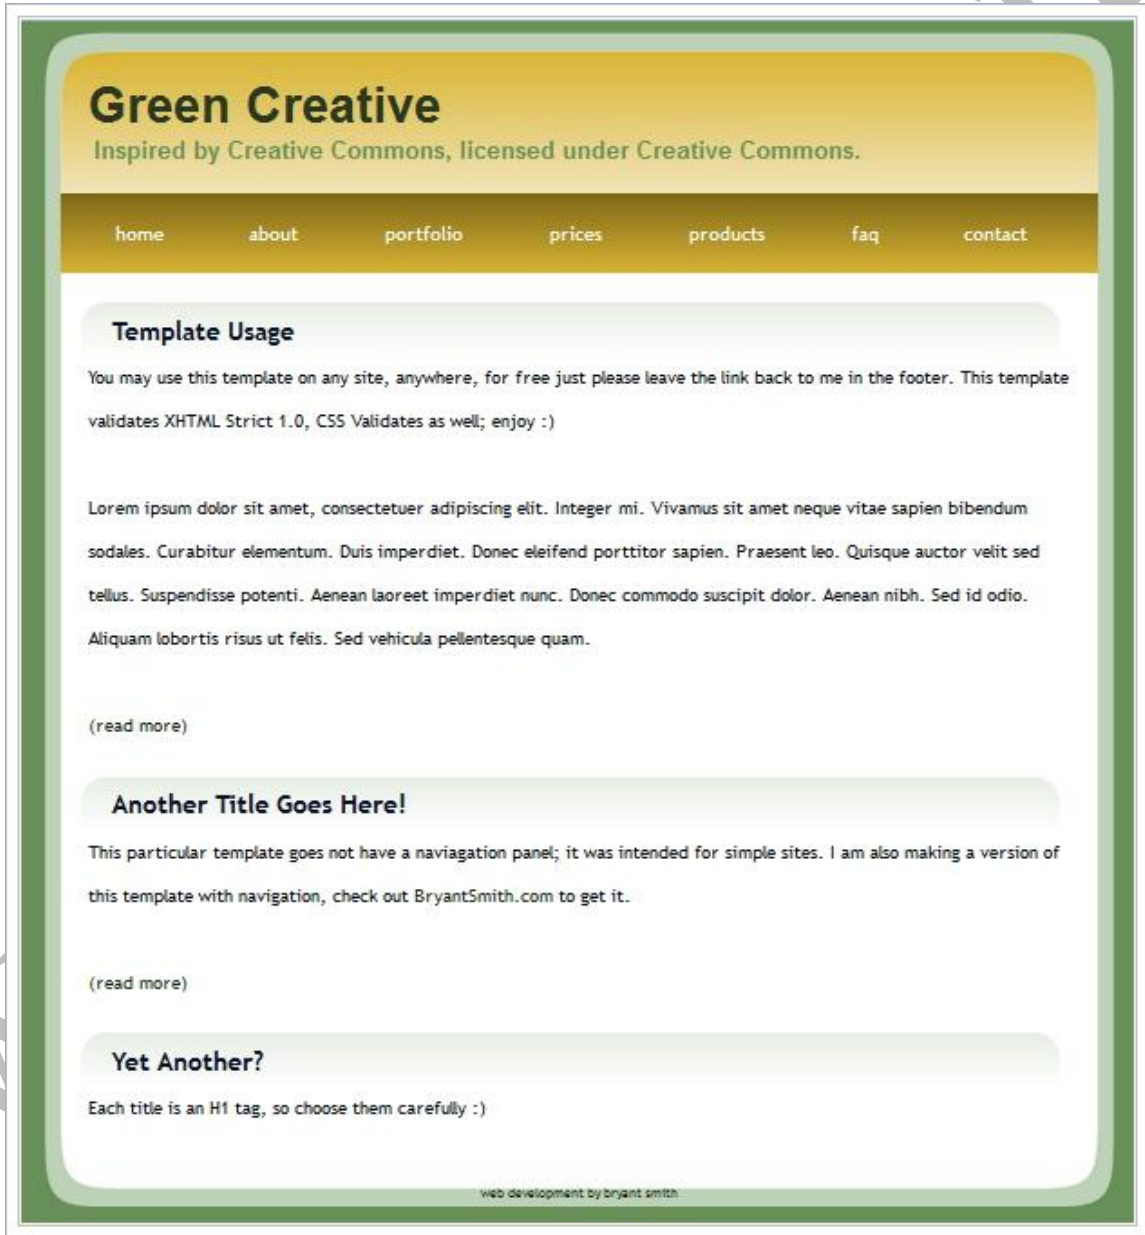 Green Creative
Inspired by Creative Commons, licensed under Creative Commons.
home about portfolio prices products faq contact
Template Usage
You may use this template on any site, anywhere, for free just please leave the link back to me in the footer. This template
validates XHTML Strict 1.0, CSS Validates as well; enjoy :)
Lorem ipsum dolor sit amet, consectetuer adipiscing elit. Integer mi. Vivamus sit amet neque vitae sapien bibendum
sodales. Curabitur elementum. Duis imperdiet. Donec eleifend porttitor sapien. Praesent leo. Quisque auctor velit sed
tellus. Suspendisse potenti. Aenean laoreet imperdiet nunc. Donec commodo suscipit dolor. Aenean nibh. Sed id odio.
Aliquam lobortis risus ut felis. Sed vehicula pellentesque quam.
(read more)
Another Title Goes Here!
This particular template goes not have a naviagation panel; it was intended for simple sites. I am also making a version of
this template with navigation, check out BryantSmith.com to get it.
(read more)
Yet Another?
Each title is an H1 tag, so choose them carefully :)
web development by bryant smith